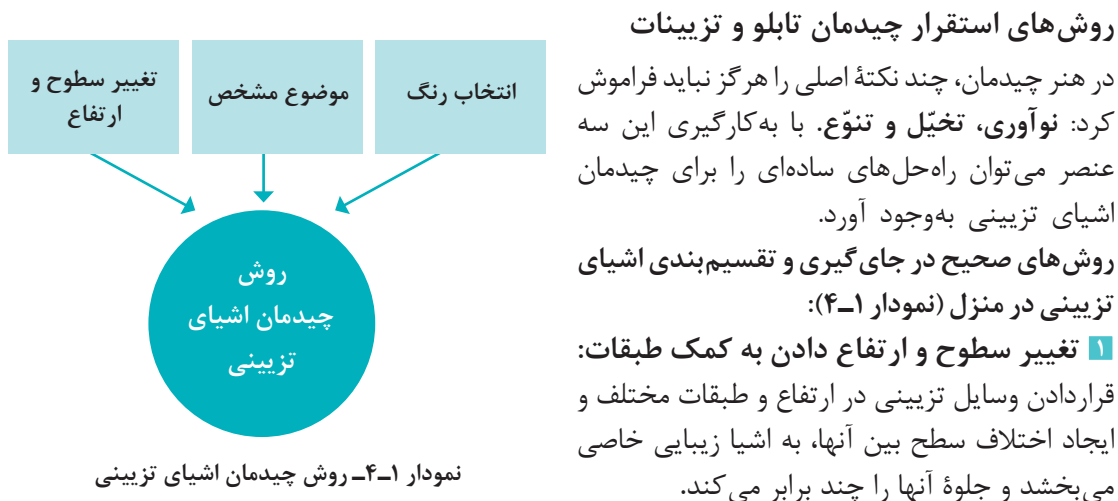 روش‌های استقرار چیدمان تابلو و تزیینات
در هنر چیدمان، چند نکتهٔ اصلی را هرگز نباید فراموش
کرد: نوآوری، تخیّل و تنوّع. با به‌کارگیری این سه
عنصر می‌توان راه‌حل‌های ساده‌ای را برای چیدمان
اشیای تزیینی به‌وجود آورد.
روش‌های صحیح در جای‌گیری و تقسیم‌بندی اشیای
تزیینی در منزل (نمودار ۱ـ۴):
۱ تغییر سطوح و ارتفاع دادن به کمک طبقات:
قراردادن وسایل تزیینی در ارتفاع و طبقات مختلف و
ایجاد اختلاف سطح بین آنها، به اشیا زیبایی خاصی
می‌بخشد و جلوهٔ آنها را چند برابر می‌کند.
انتخاب رنگ
موضوع مشخص
تغییر سطوح و
ارتفاع
روش
چیدمان اشیای
تزیینی
نمودار ۱ـ۴ـ روش چیدمان اشیای تزیینی